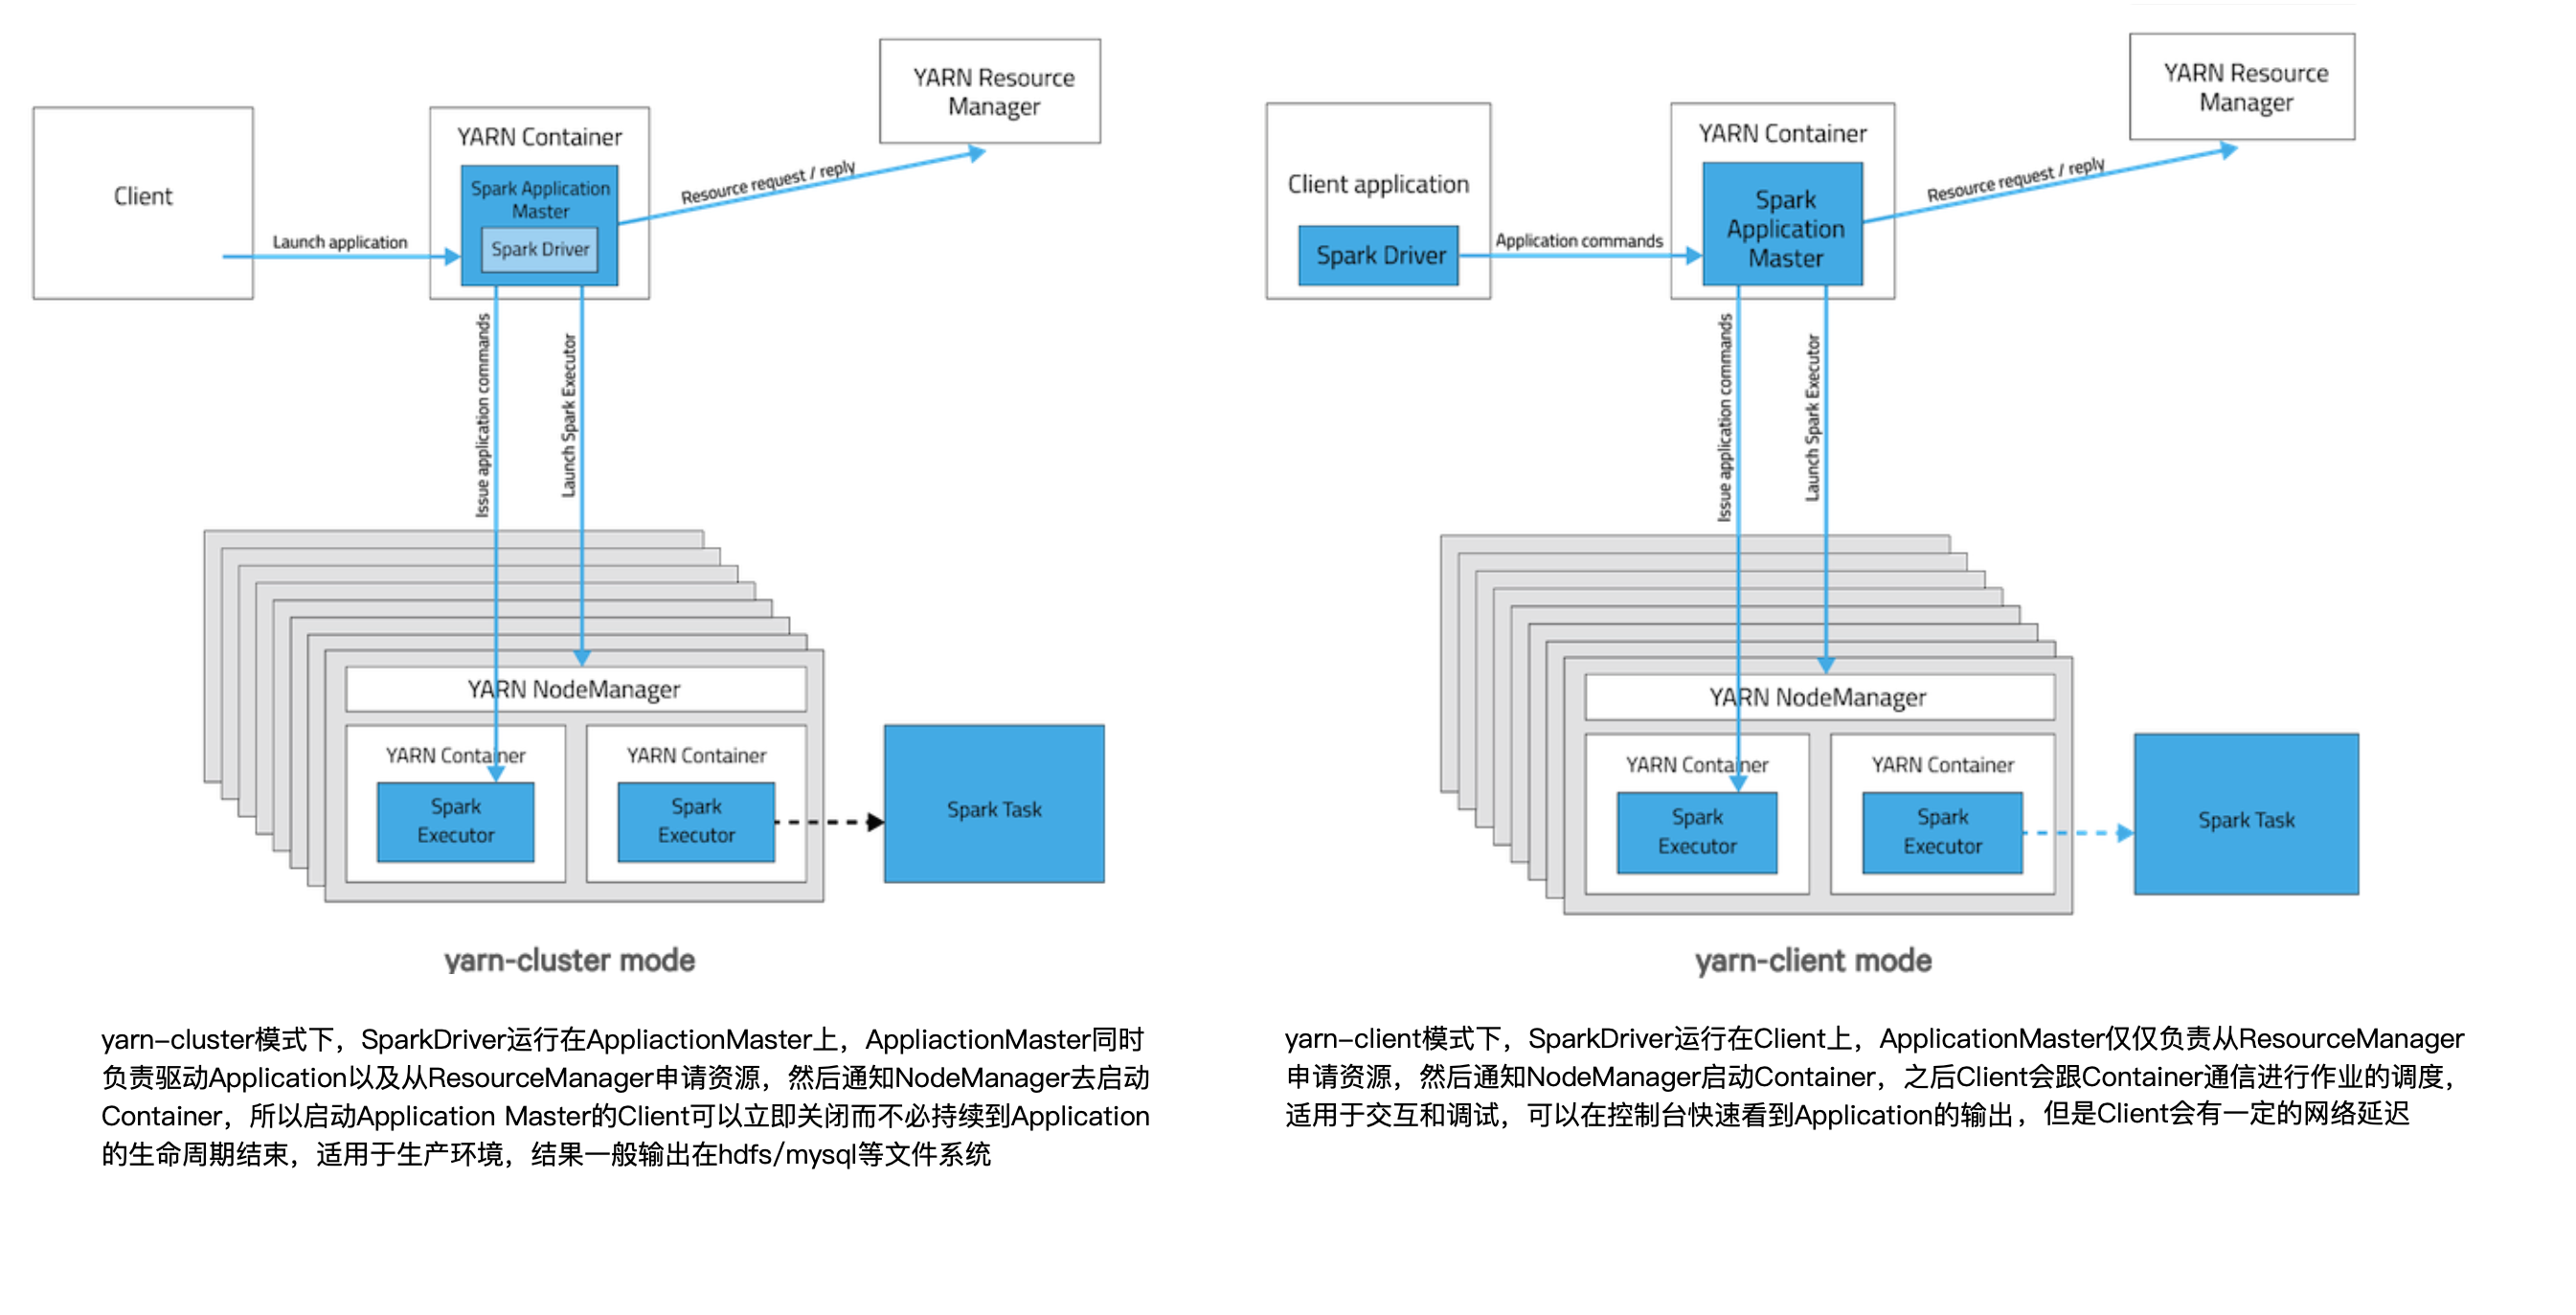 Client
Launch application
YARN Container
Spark Application
Master
Spark Driver
Resource request / reply
YARN Resource
Manager
Issue application commands
Launch Spark Executor
YARN NodeManager
YARN Container
Spark
Executor
YARN Container
Spark
Executor
Spark Task
yarn-cluster mode
yarn-cluster模式下，SparkDriver运行在AppliactionMaster上，AppliactionMaster同时
负责驱动Application以及从ResourceManager申请资源，然后通知NodeManager去启动
Container，所以启动Application Master的Client可以立即关闭而不必持续到Application
的生命周期结束，适用于生产环境，结果一般输出在hdfs/mysql等文件系统
Client application
Spark Driver
Application commands
YARN Container
Spark
Application
Master
Resource request / reply
YARN Resource
Manager
Issue application commands
Launch Spark Executor
YARN NodeManager
YARN Container
Spark
Executor
YARN Container
Spark
Executor
Spark Task
yarn-client mode
yarn-client模式下，SparkDriver运行在Client上，ApplicationMaster仅仅负责从ResourceManager
申请资源，然后通知NodeManager启动Container，之后Client会跟Container通信进行作业的调度，
适用于交互和调试，可以在控制台快速看到Application的输出，但是Client会有一定的网络延迟